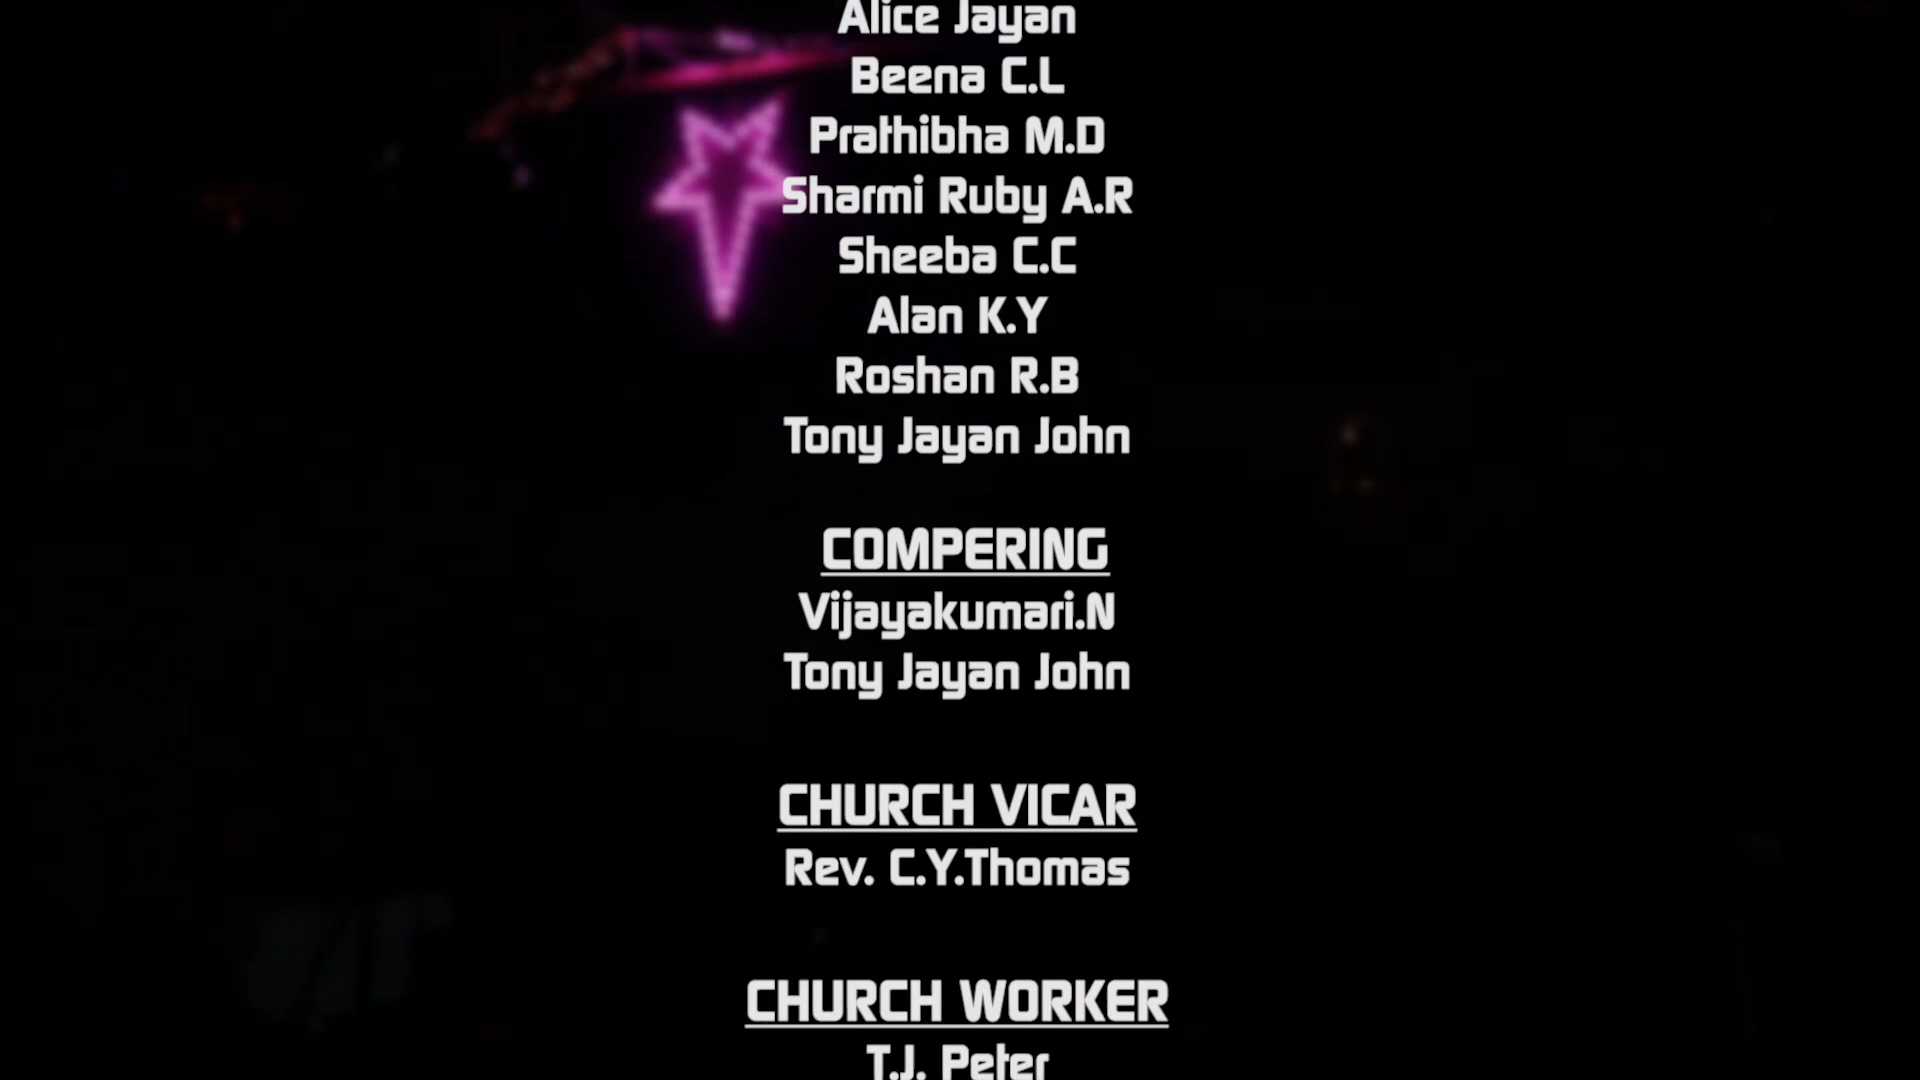 Alice Jayan
Beena C.L
Prathibha M.D
Sharmi Ruby A.R
Sheeba C.C
Alan K.Y
Roshan R.B
Tony Jayan John
COMPERING
Vijayakumari.N
Tony Jayan John
CHURCH VICAR
Rev. C.Y.Thomas
CHURCH WORKER
T.J. Peter